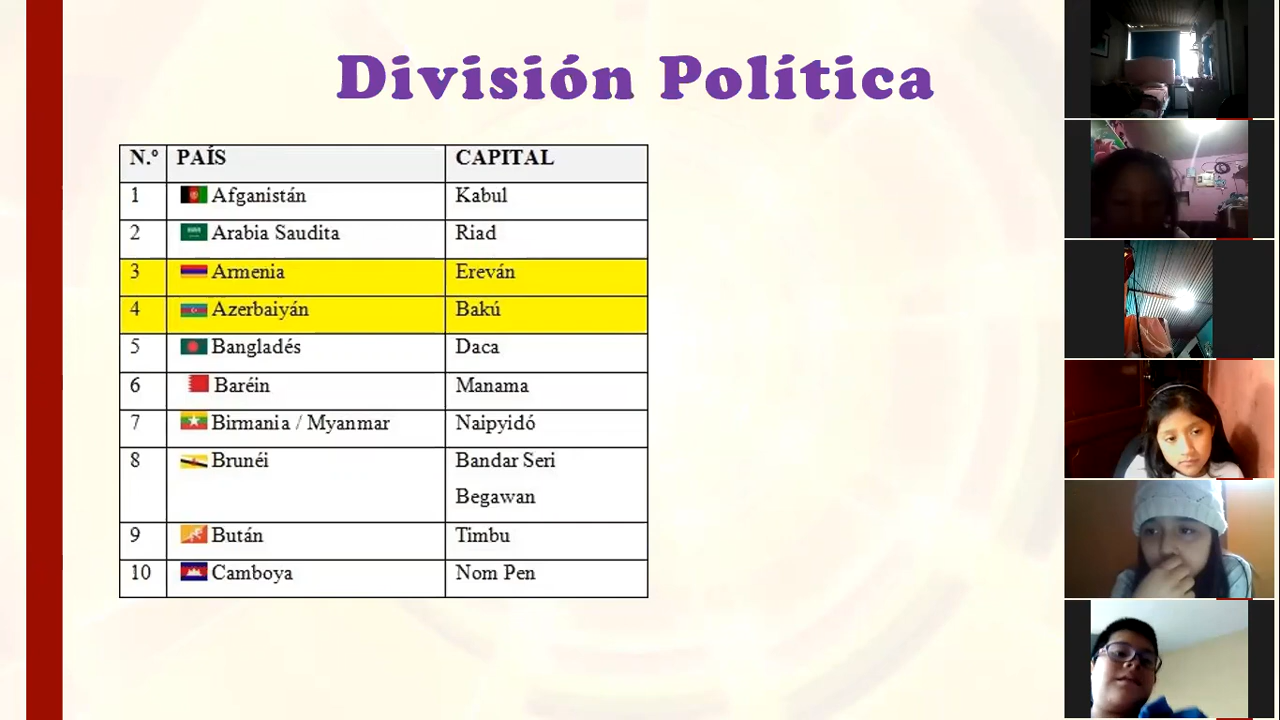 División Política
N.º PAÍS CAPITAL
1 Afganistán Kabul
2 Arabia Saudita Riad
3 Armenia Ereván
4 Azerbaiyán Bakú
5 Bangladés Daca
6 Baréin Manama
7 Birmania / Myanmar Naipyidó
8 Brunéi Bandar Seri
Begawan
9 Bután Timbu
10 Camboya Nom Pen